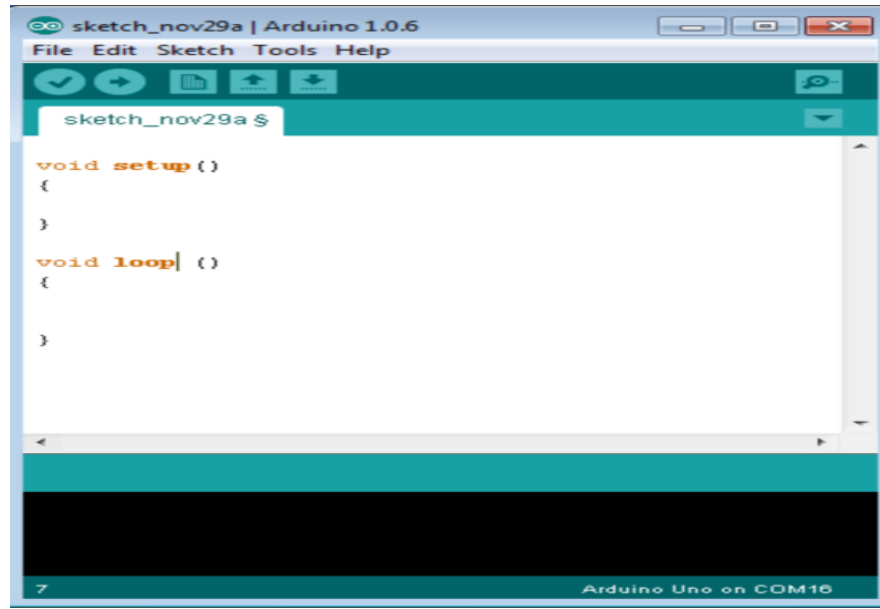 sketch_nov29a | Arduino 1.0.6
File Edit Sketch Tools Help
sketch_nov29a §
void setup()
{
}
void loop ()
{
}
7 Arduino Uno on COM16